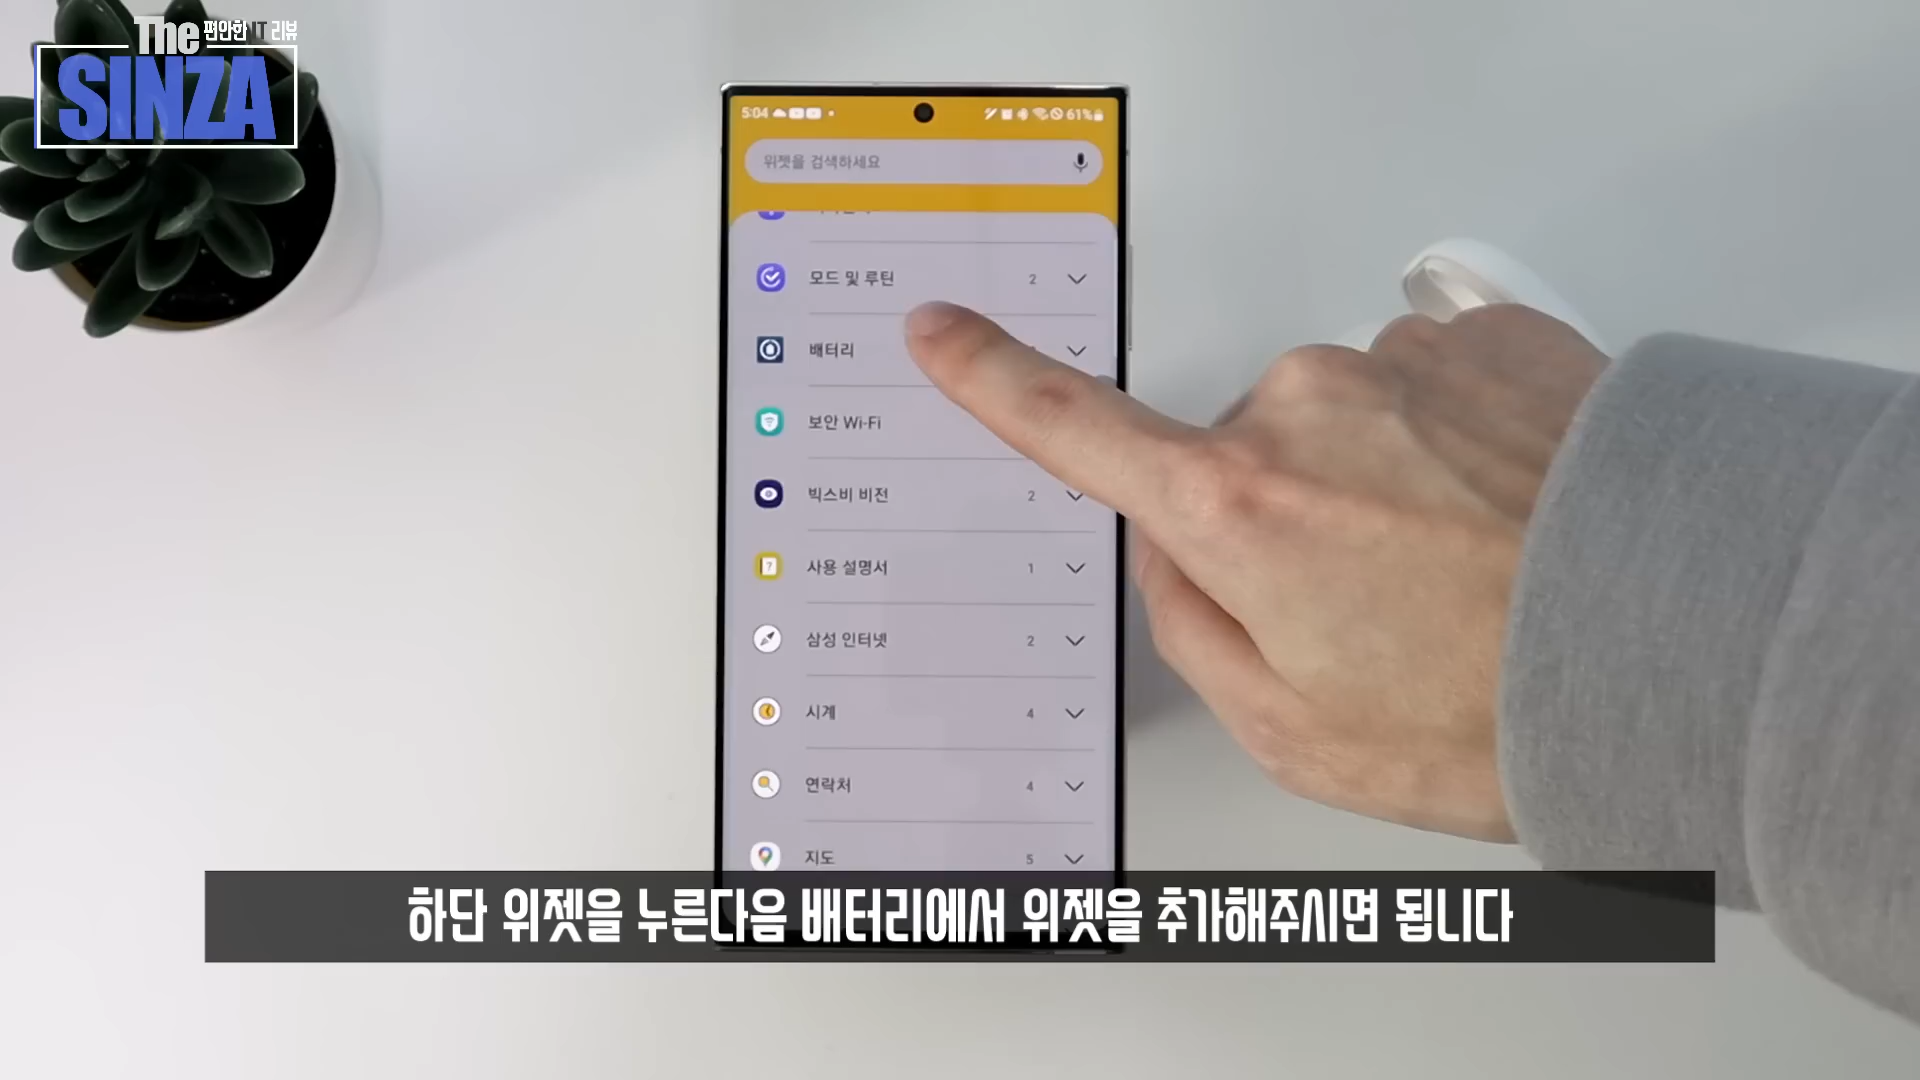 The 편안한 IT 리뷰
SINZA
5:04
61%
위젯을 검색하세요
모드 및 루틴 2
배터리
보안 Wi-Fi
빅스비 비전 2
사용 설명서 1
삼성 인터넷 2
시계 4
연락처 4
지도 5
하단 위젯을 누른다음 배터리에서 위젯을 추가해주시면 됩니다